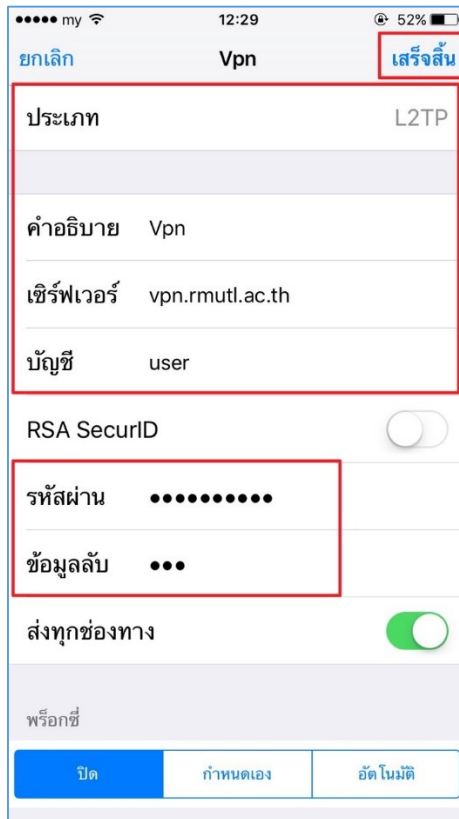 my 12:29 52%
ยกเลิก Vpn เสร็จสิ้น
ประเภท L2TP
คำอธิบาย Vpn
เซิร์ฟเวอร์ vpn.rmutl.ac.th
บัญชี user
RSA SecurID
รหัสผ่าน ●●●●●●●●●●
ข้อมูลลับ ●●●
ส่งทุกช่องทาง
พร็อกซี่
ปิด กำหนดเอง อัตโนมัติ